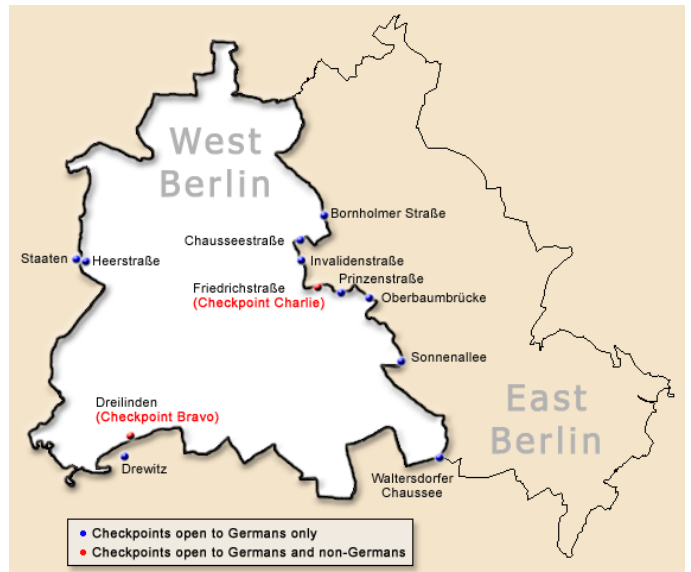 West
Berlin
Bornholmer Straße
Chausseestraße
Staaten
Heerstraße
Invalidenstraße
Prinzenstraße
Friedrichstraße
(Checkpoint Charlie)
Oberbaumbrücke
Sonnenallee
Dreilinden
(Checkpoint Bravo)
East
Berlin
Drewitz
Waltersdorfer
Chaussee
Checkpoints open to Germans only
Checkpoints open to Germans and non-Germans